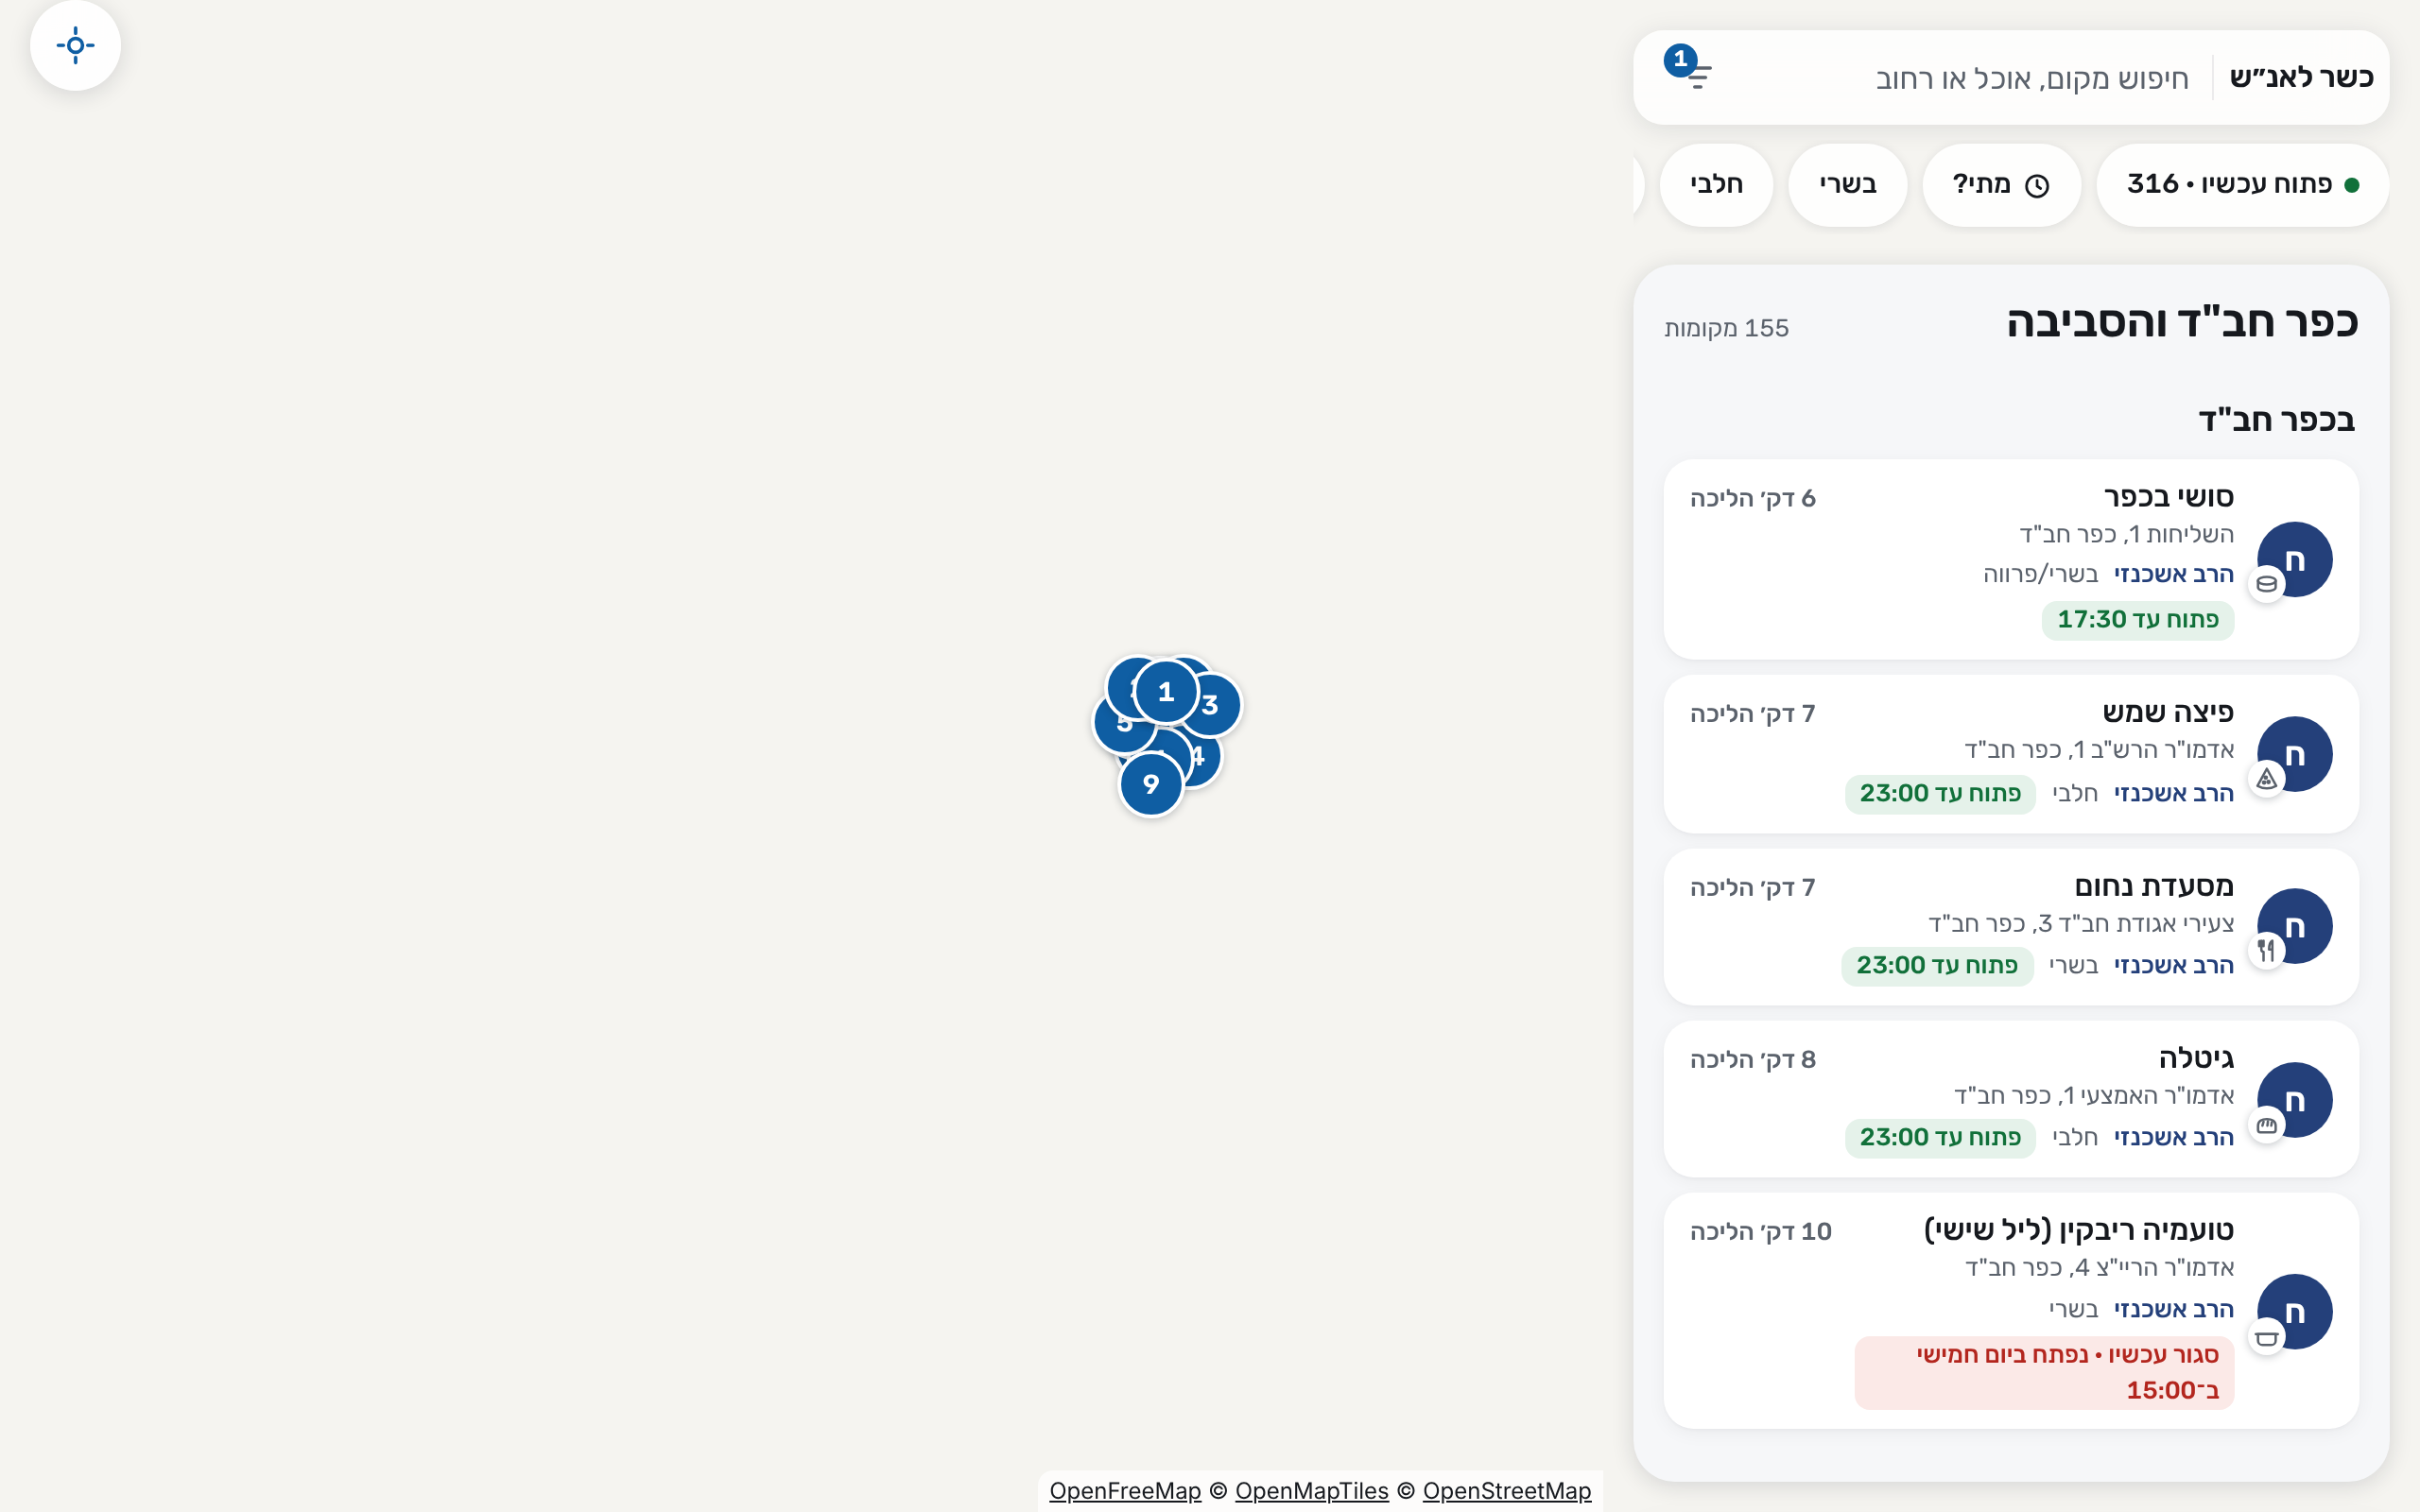 כשר לאנ״ש
חיפוש מקום, אוכל או רחוב
1
פתוח עכשיו • 316
מתי?
בשרי
חלבי
כפר חב"ד והסביבה
155 מקומות
בכפר חב"ד
ח
סושי בכפר
6 דק׳ הליכה
השליחות 1, כפר חב"ד
הרב אשכנזי בשרי/פרווה
פתוח עד 17:30
ח
פיצה שמש
7 דק׳ הליכה
אדמו"ר הרש"ב 1, כפר חב"ד
הרב אשכנזי חלבי פתוח עד 23:00
ח
מסעדת נחום
7 דק׳ הליכה
צעירי אגודת חב"ד 3, כפר חב"ד
הרב אשכנזי בשרי פתוח עד 23:00
ח
גיטלה
8 דק׳ הליכה
אדמו"ר האמצעי 1, כפר חב"ד
הרב אשכנזי חלבי פתוח עד 23:00
ח
טועמיה ריבקין (ליל שישי)
10 דק׳ הליכה
אדמו"ר הריי"צ 4, כפר חב"ד
הרב אשכנזי בשרי
סגור עכשיו • נפתח ביום חמישי
ב־15:00
1
3
5
4
9
OpenFreeMap © OpenMapTiles © OpenStreetMap